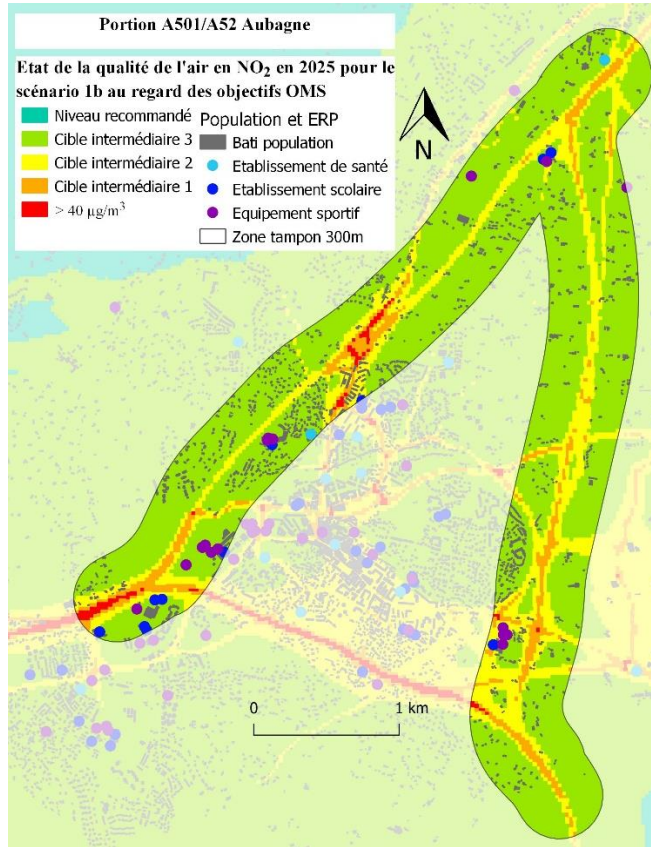 Portion A501/A52 Aubagne
Etat de la qualité de l'air en NO₂ en 2025 pour le
scénario 1b au regard des objectifs OMS
Niveau recommandé
Cible intermédiaire 3
Cible intermédiaire 2
Cible intermédiaire 1
> 40 µg/m³
Population et ERP
Bati population
Etablissement de santé
Etablissement scolaire
Equipement sportif
Zone tampon 300m
N
0 1 km